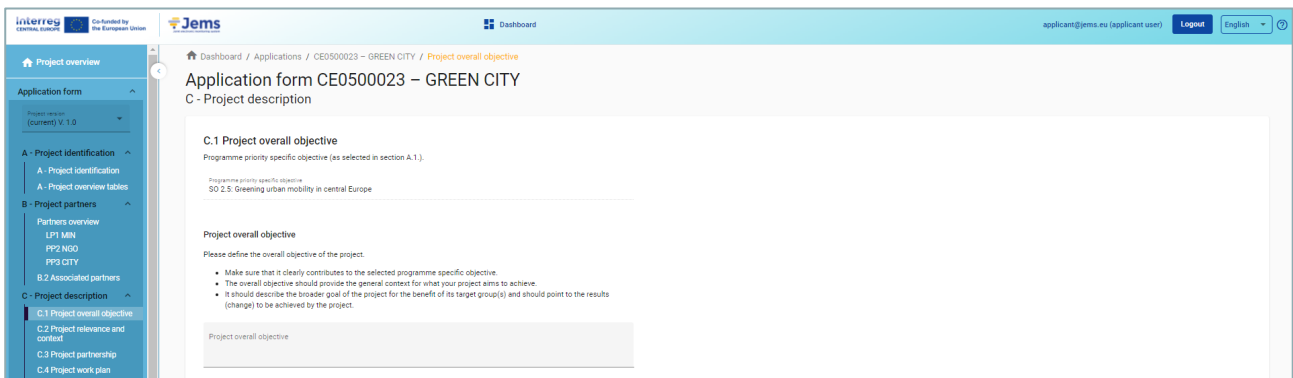 Interreg
CENTRAL EUROPE
Co-funded by
the European Union
Jems
Dashboard
applicant@jems.eu (applicant user)
Logout
English
Project overview
Application form
Project version
(current) V. 1.0
A - Project identification
A - Project identification
A - Project overview tables
B - Project partners
Partners overview
LP1 MIN
PP2 NGO
PP3 CITY
B.2 Associated partners
C - Project description
C.1 Project overall objective
C.2 Project relevance and
context
C.3 Project partnership
C.4 Project work plan
Dashboard / Applications / CE0500023 – GREEN CITY / Project overall objective
Application form CE0500023 – GREEN CITY
C - Project description
C.1 Project overall objective
Programme priority specific objective (as selected in section A.1.).
Programme priority specific objective
SO 2.5: Greening urban mobility in central Europe
Project overall objective
Please define the overall objective of the project.
• Make sure that it clearly contributes to the selected programme specific objective.
• The overall objective should provide the general context for what your project aims to achieve.
• It should describe the broader goal of the project for the benefit of its target group(s) and should point to the results
(change) to be achieved by the project.
Project overall objective